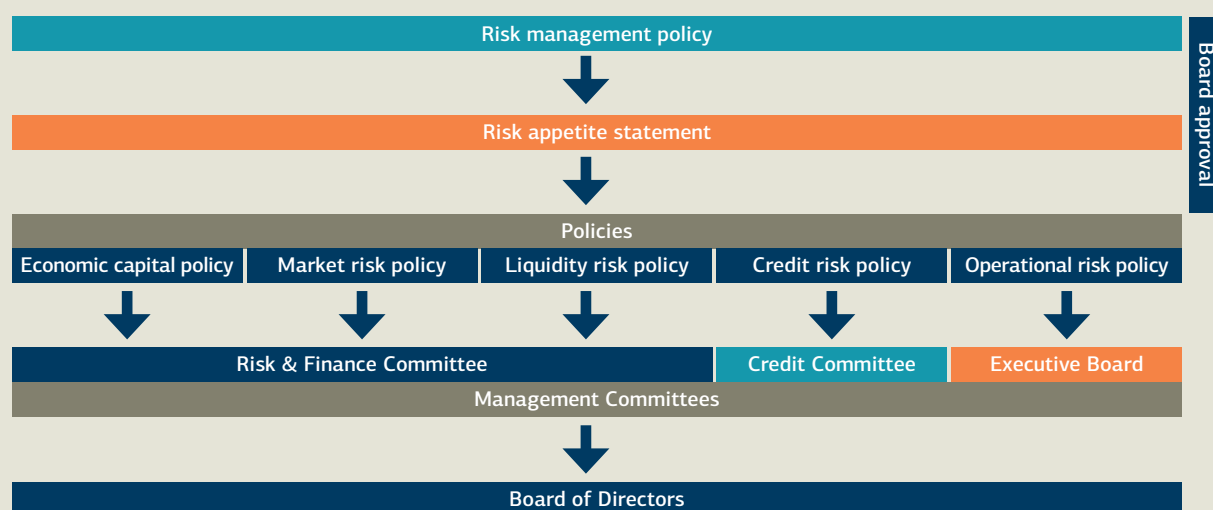 Risk management policy
Board approval
Risk appetite statement
Policies
Economic capital policy
Market risk policy
Liquidity risk policy
Credit risk policy
Operational risk policy
Risk & Finance Committee
Credit Committee
Executive Board
Management Committees
Board of Directors